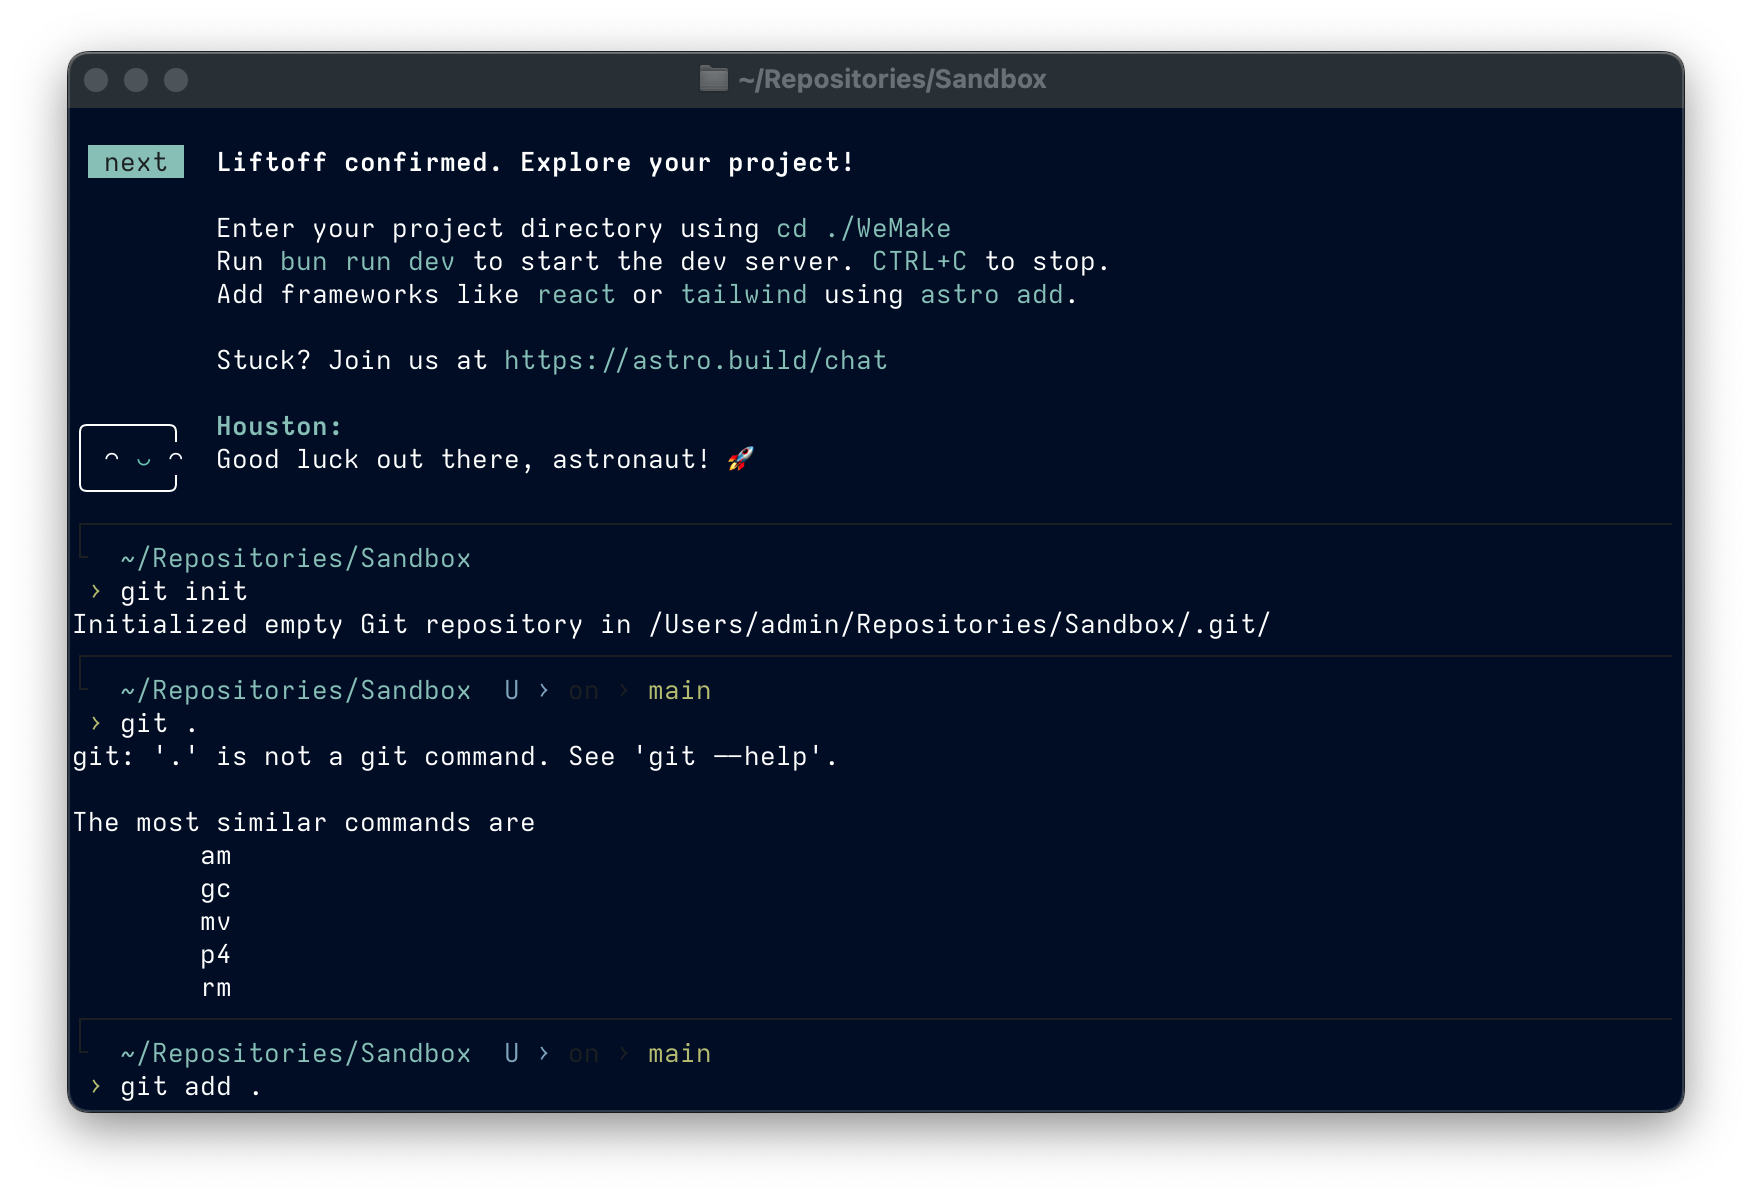 ~/Repositories/Sandbox
next Liftoff confirmed. Explore your project!
Enter your project directory using cd ./WeMake
Run bun run dev to start the dev server. CTRL+C to stop.
Add frameworks like react or tailwind using astro add.
Stuck? Join us at https://astro.build/chat
Houston:
Good luck out there, astronaut! 🚀
~/Repositories/Sandbox
› git init
Initialized empty Git repository in /Users/admin/Repositories/Sandbox/.git/
~/Repositories/Sandbox U › on › main
› git .
git: '.' is not a git command. See 'git --help'.
The most similar commands are
am
gc
mv
p4
rm
~/Repositories/Sandbox U › on › main
› git add .